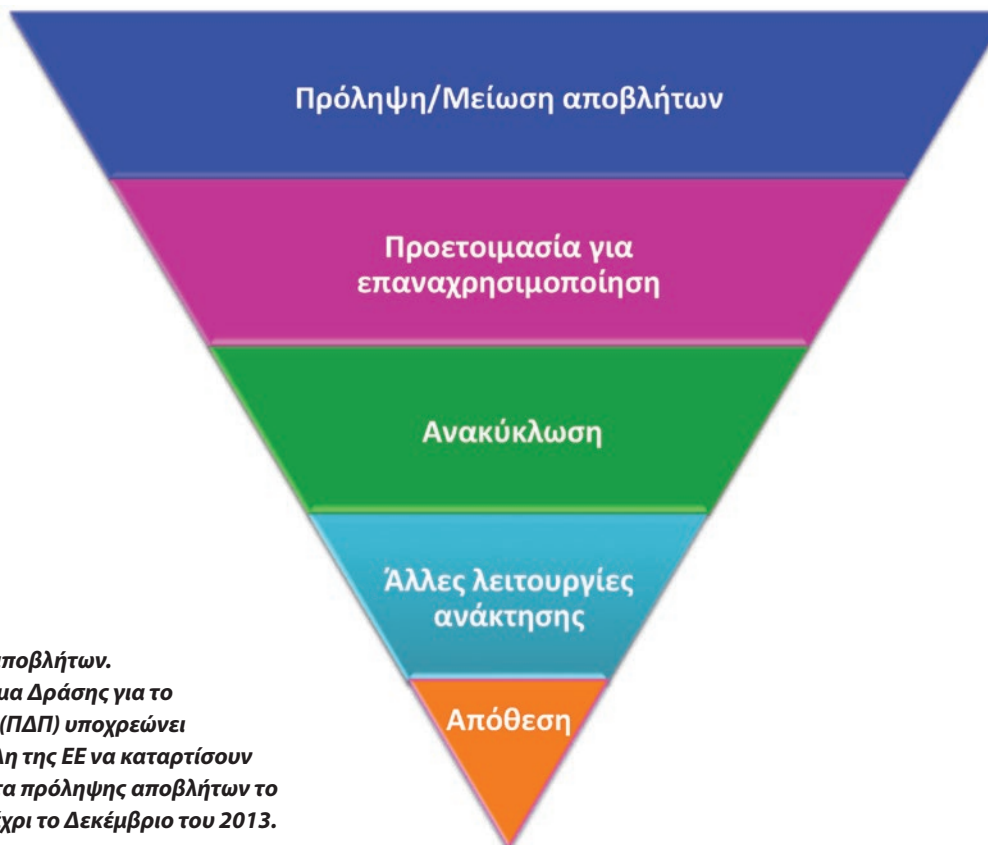 Πρόληψη/Μείωση αποβλήτων
Προετοιμασία για
επαναχρησιμοποίηση
Ανακύκλωση
Άλλες λειτουργίες
ανάκτησης
Απόθεση
αποβλήτων.
μα Δράσης για το
(ΠΔΠ) υποχρεώνει
λη της ΕΕ να καταρτίσουν
τα πρόληψης αποβλήτων το
έχρι το Δεκέμβριο του 2013.